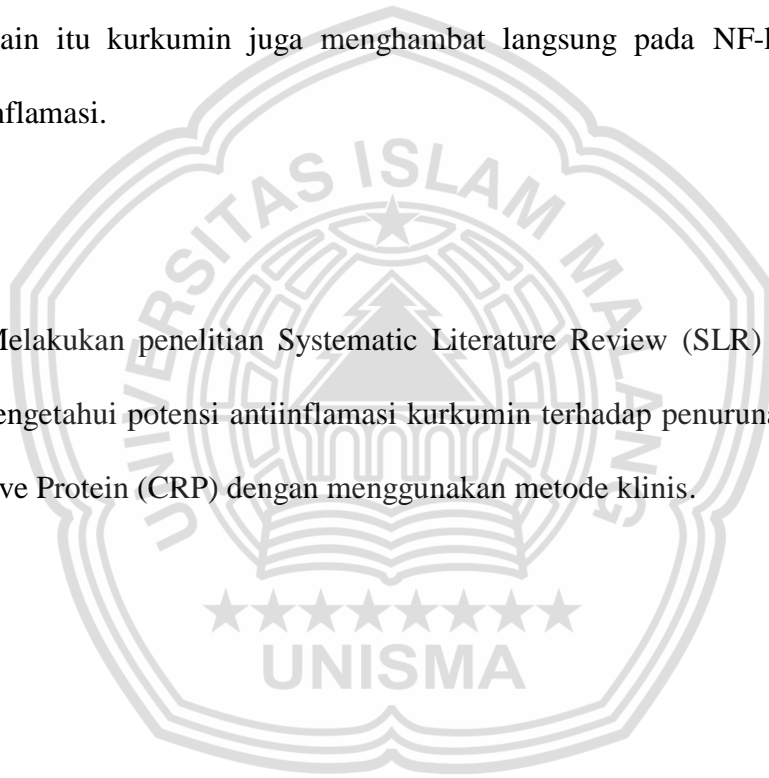 ain itu kurkumin juga menghambat langsung pada NF-
nflamasi.
UNIVERSITAS ISLAM MALANG
Melakukan penelitian Systematic Literature Review (SLR)
engetahui potensi antiinflamasi kurkumin terhadap penuruna
ve Protein (CRP) dengan menggunakan metode klinis.
UNISMA